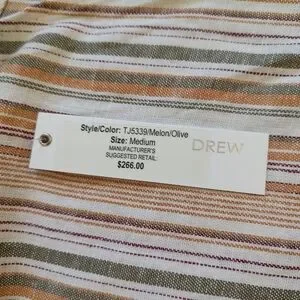 Style/Color: TJ5339/Melon/Olive
Size: Medium
MANUFACTURER'S
SUGGESTED RETAIL:
$266.00
DREW